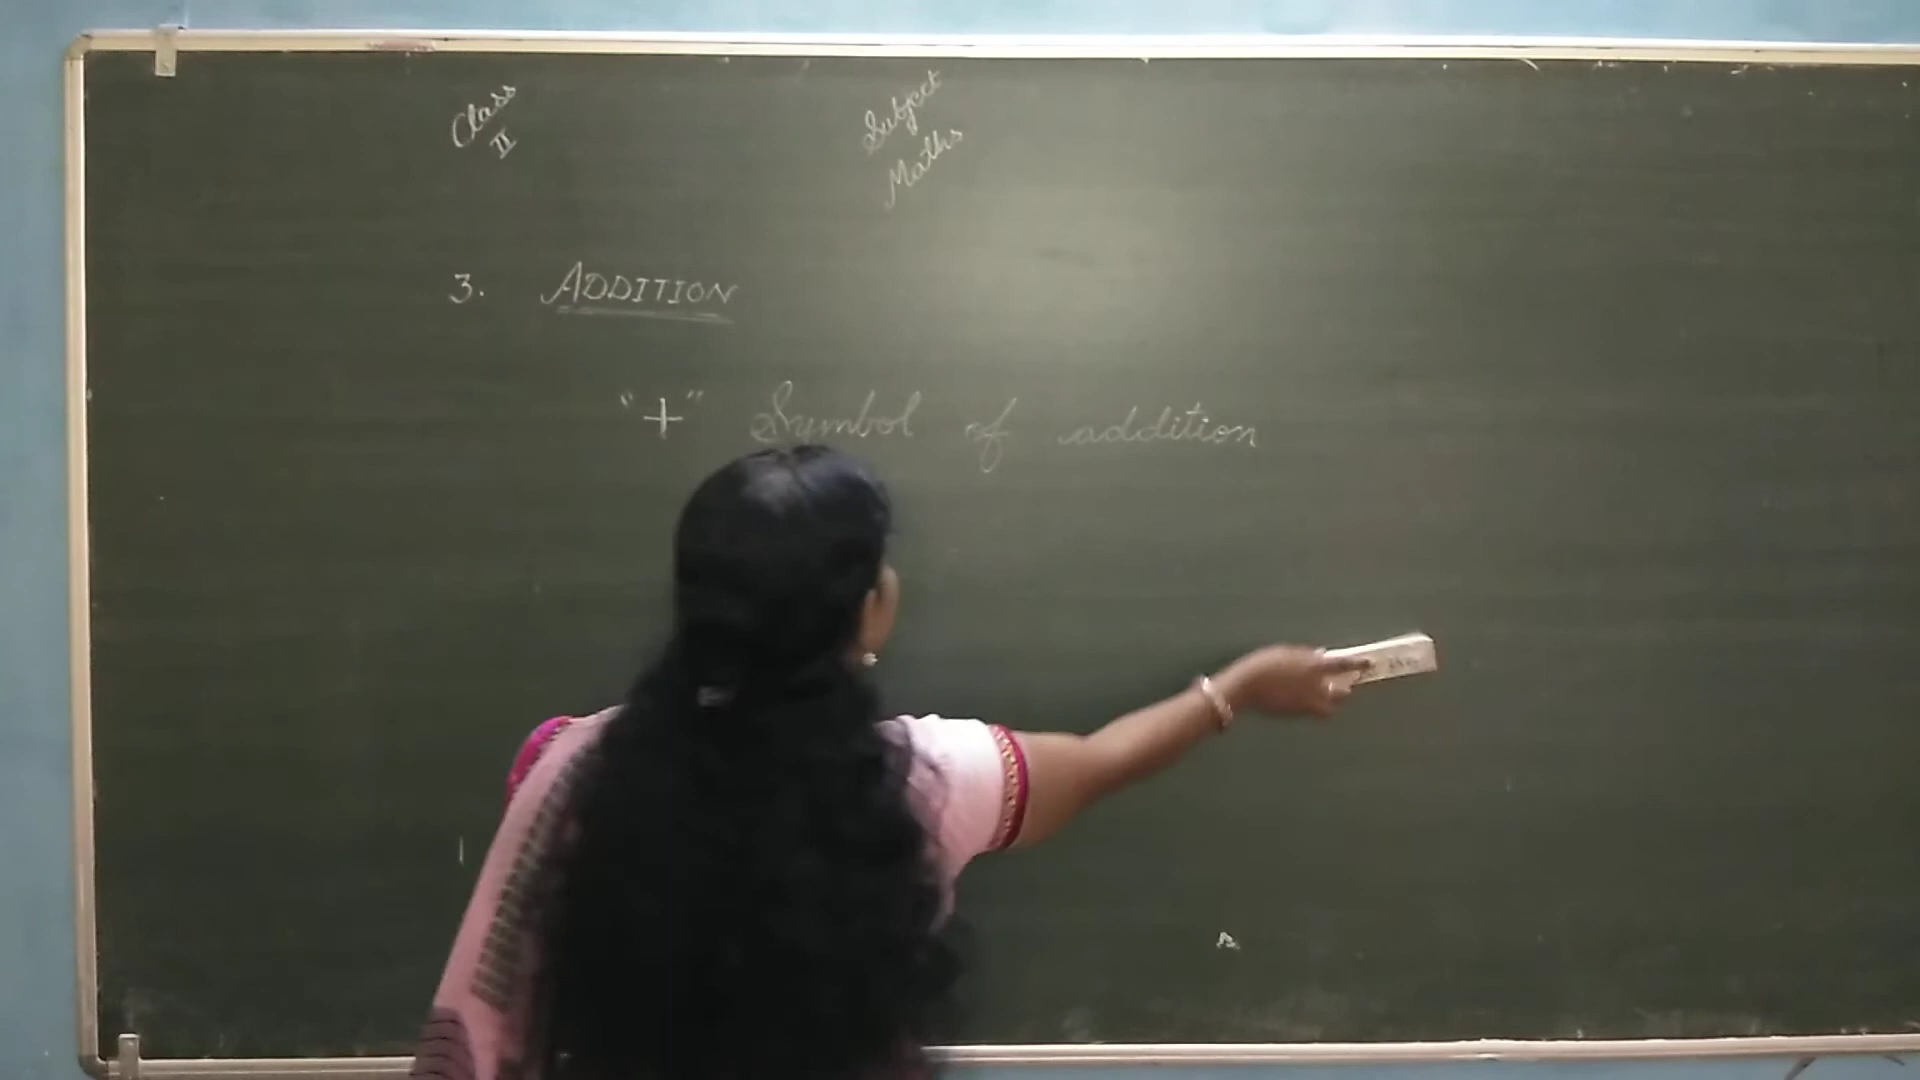 Class
II
Subject
Maths
3. ADDITION
"+" Symbol of addition